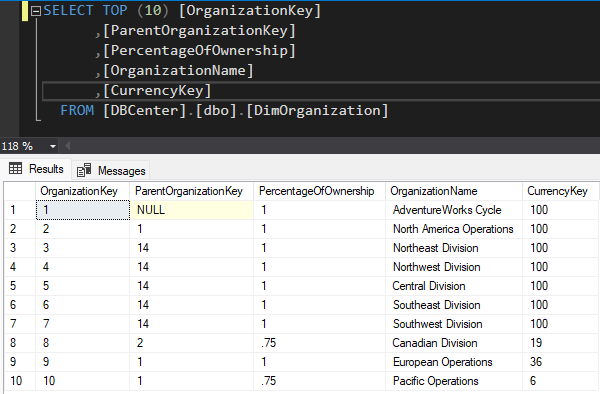 SELECT TOP (10) [OrganizationKey]
,[ParentOrganizationKey]
,[PercentageOfOwnership]
,[OrganizationName]
,[CurrencyKey]
FROM [DBCenter].[dbo].[DimOrganization]
118 %
Results Messages
OrganizationKey ParentOrganizationKey PercentageOfOwnership OrganizationName CurrencyKey
1 1 NULL 1 AdventureWorks Cycle 100
2 2 1 1 North America Operations 100
3 3 14 1 Northeast Division 100
4 4 14 1 Northwest Division 100
5 5 14 1 Central Division 100
6 6 14 1 Southeast Division 100
7 7 14 1 Southwest Division 100
8 8 2 .75 Canadian Division 19
9 9 1 1 European Operations 36
10 10 1 .75 Pacific Operations 6